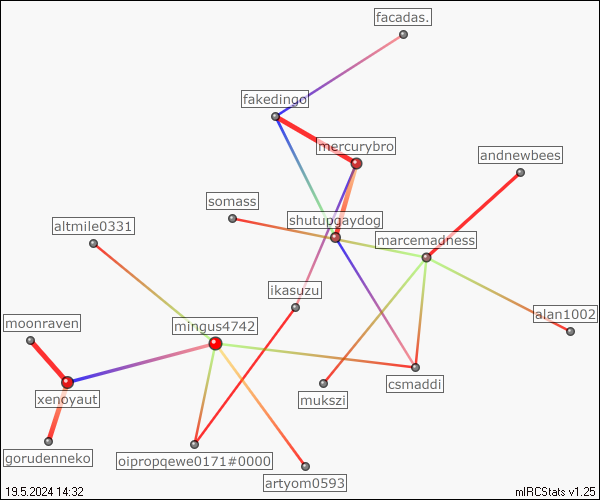 facadas.
fakedingo
mercurybro
andnewbees
somass
shutupgaydog
altmile0331
marcemadness
ikasuzu
alan1002
moonraven
mingus4742
csmaddi
xenoyaut
mukszi
gorudenneko
oipropqewe0171#0000
artyom0593
19.5.2024 14:32
mIRCStats v1.25